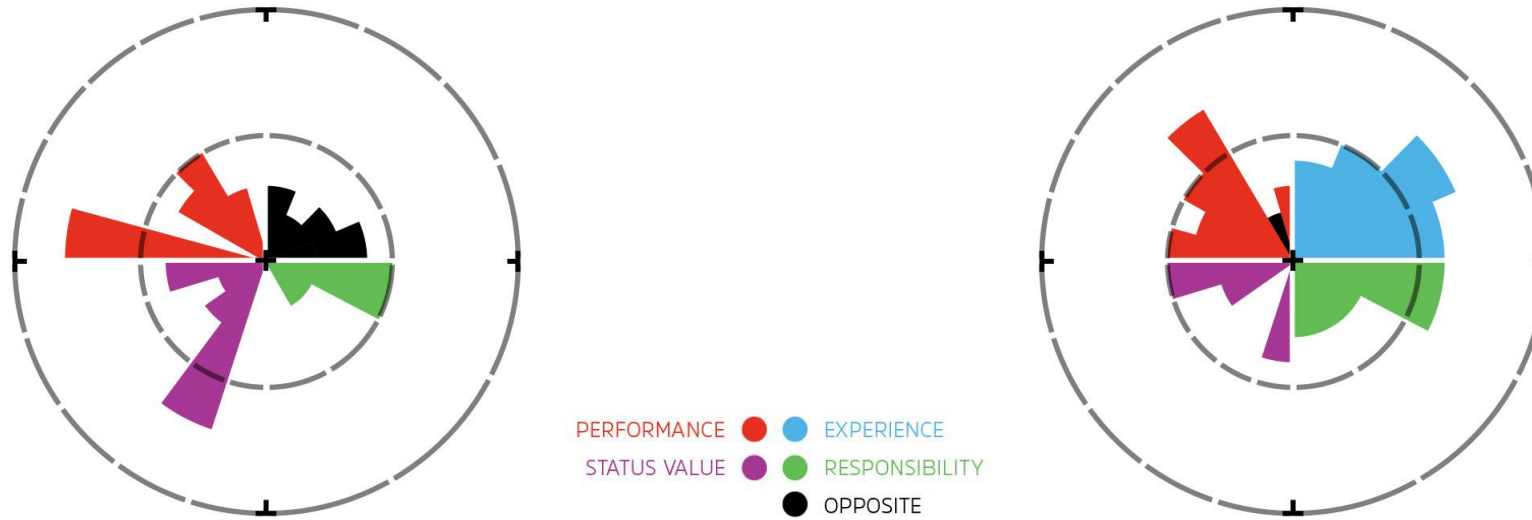 PERFORMANCE EXPERIENCE
STATUS VALUE RESPONSIBILITY
OPPOSITE